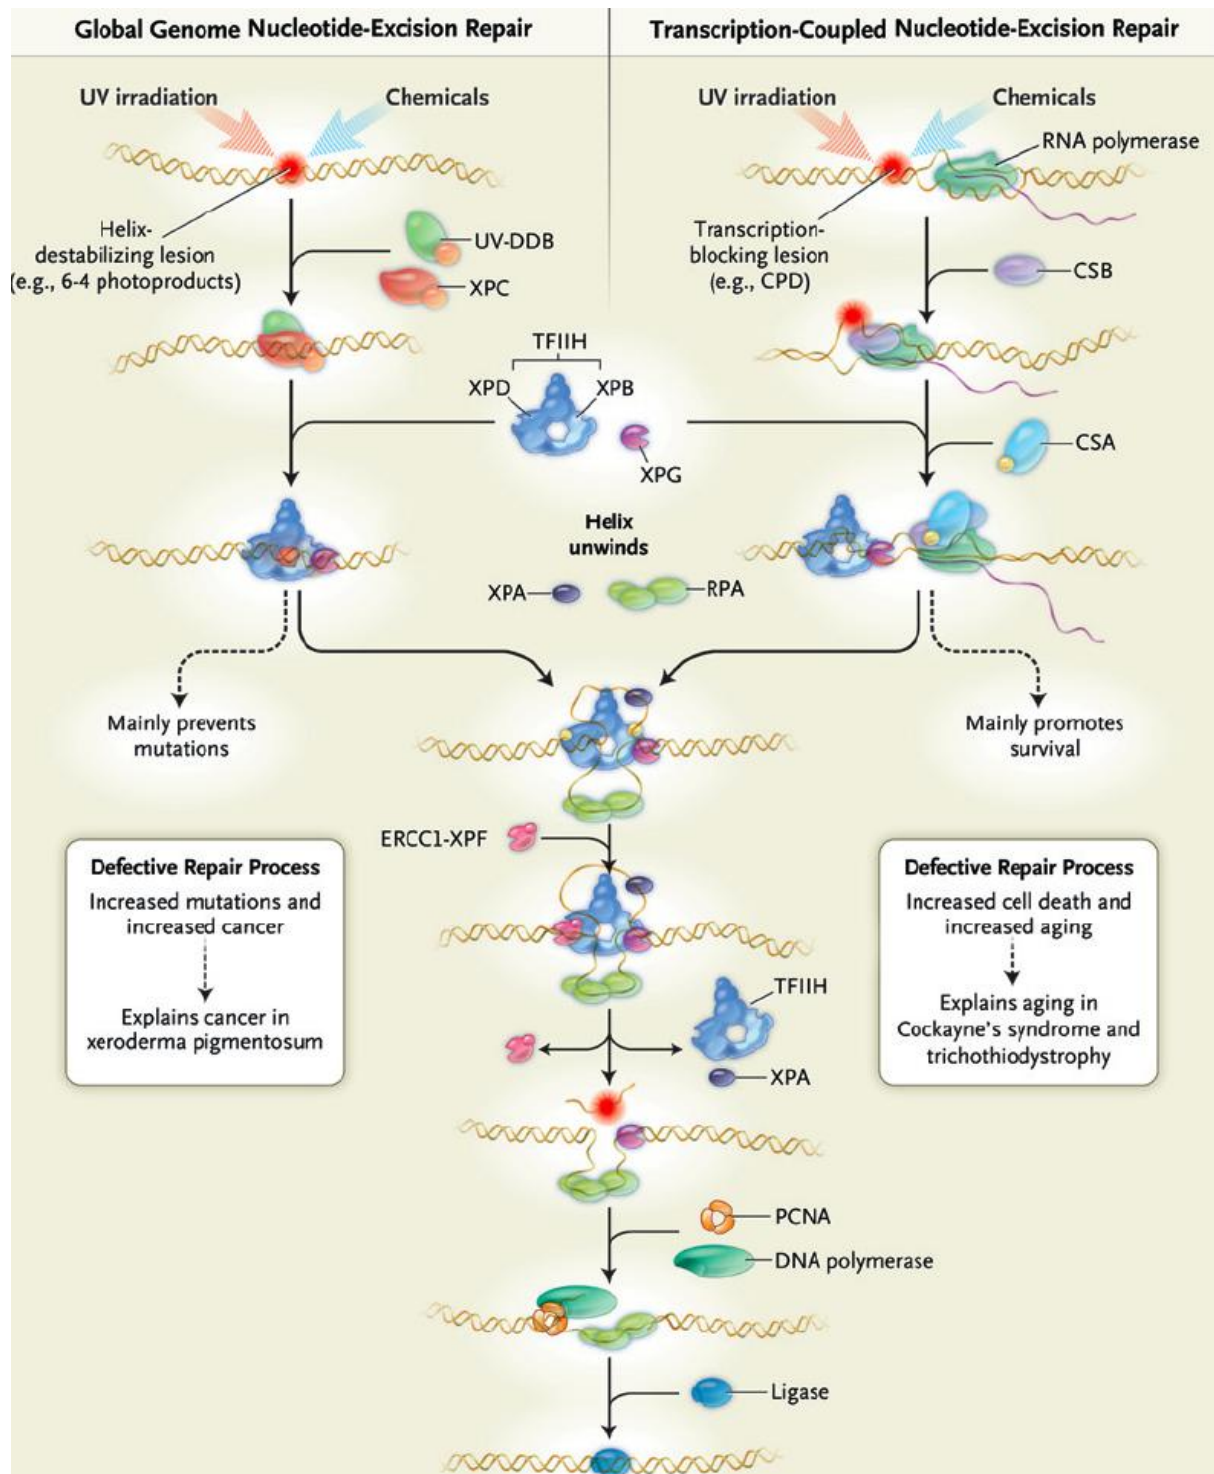 Global Genome Nucleotide-Excision Repair
Transcription-Coupled Nucleotide-Excision Repair
UV irradiation
Chemicals
Helix-
destabilizing lesion
(e.g., 6-4 photoproducts)
UV-DDB
XPC
UV irradiation
Chemicals
RNA polymerase
Transcription-
blocking lesion
(e.g., CPD)
CSB
TFIIH
XPD
XPB
XPG
CSA
Helix
unwinds
XPA
RPA
Mainly prevents
mutations
Mainly promotes
survival
ERCC1-XPF
Defective Repair Process
Increased mutations and
increased cancer
Explains cancer in
xeroderma pigmentosum
Defective Repair Process
Increased cell death and
increased aging
Explains aging in
Cockayne's syndrome and
trichothiodystrophy
TFIIH
XPA
PCNA
DNA polymerase
Ligase